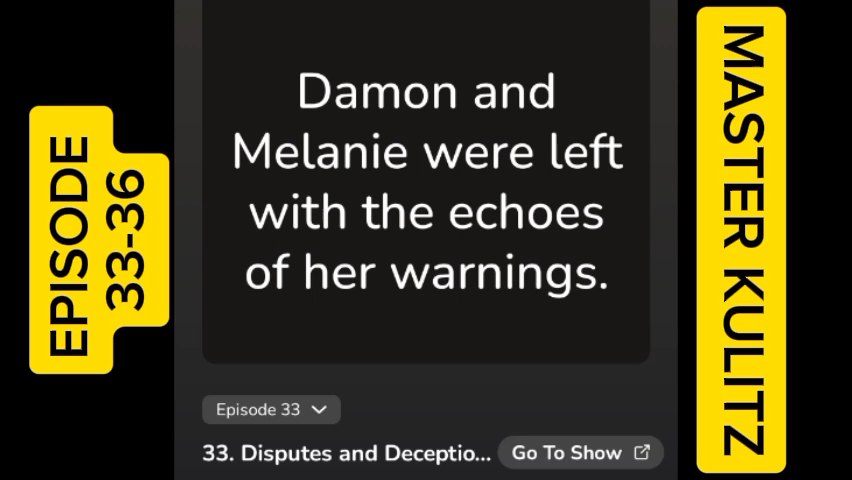 EPISODE
33-36
Damon and
Melanie were left
with the echoes
of her warnings.
Episode 33
33. Disputes and Deceptio...
Go To Show
MASTER KULITZ